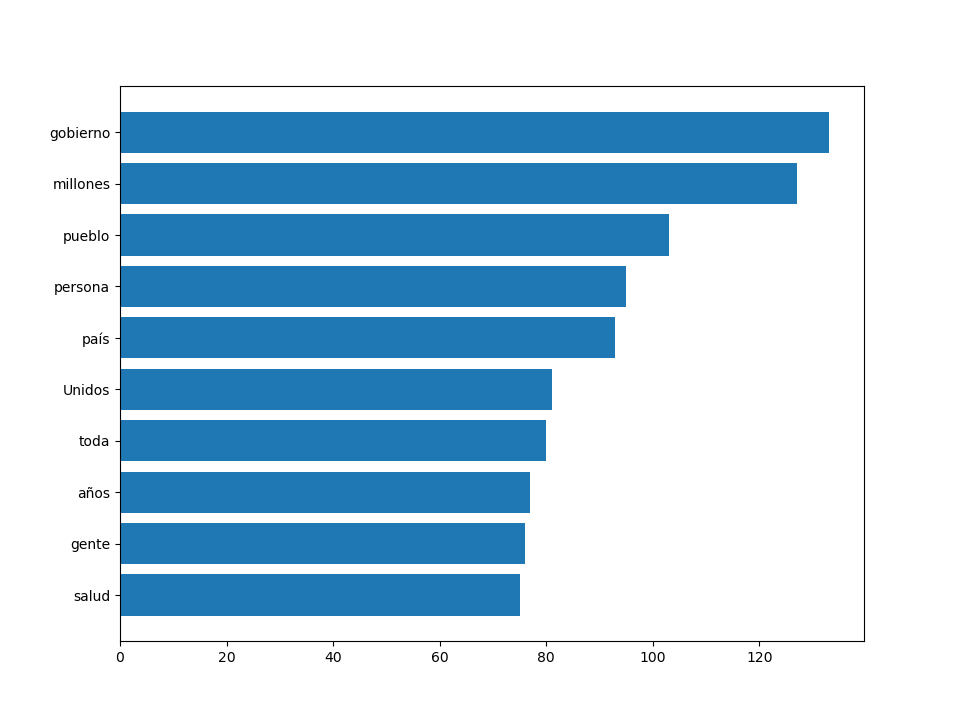 gobierno
millones
pueblo
persona
país
Unidos
toda
años
gente
salud
0 20 40 60 80 100 120